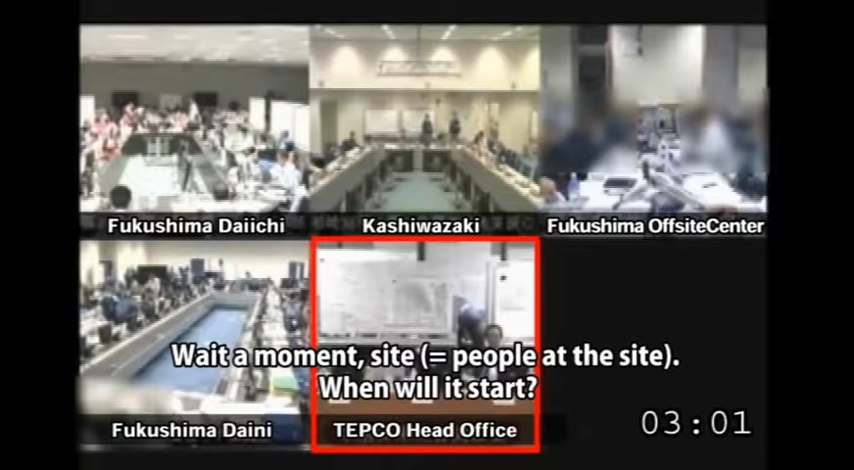 Fukushima Daiichi
Kashiwazaki
Fukushima OffsiteCenter
Wait a moment, site (= people at the site).
When will it start?
Fukushima Daini
TEPCO Head Office
03:01